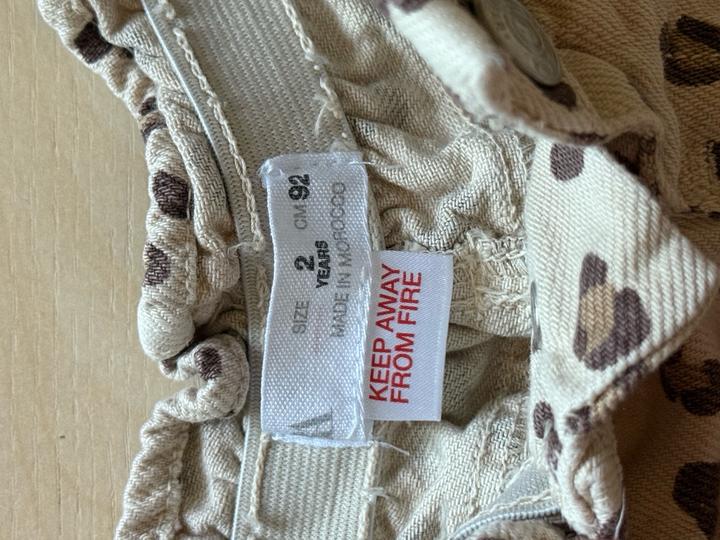 SIZE 2 CM 92
YEARS
MADE IN MOROCCO
KEEP AWAY
FROM FIRE